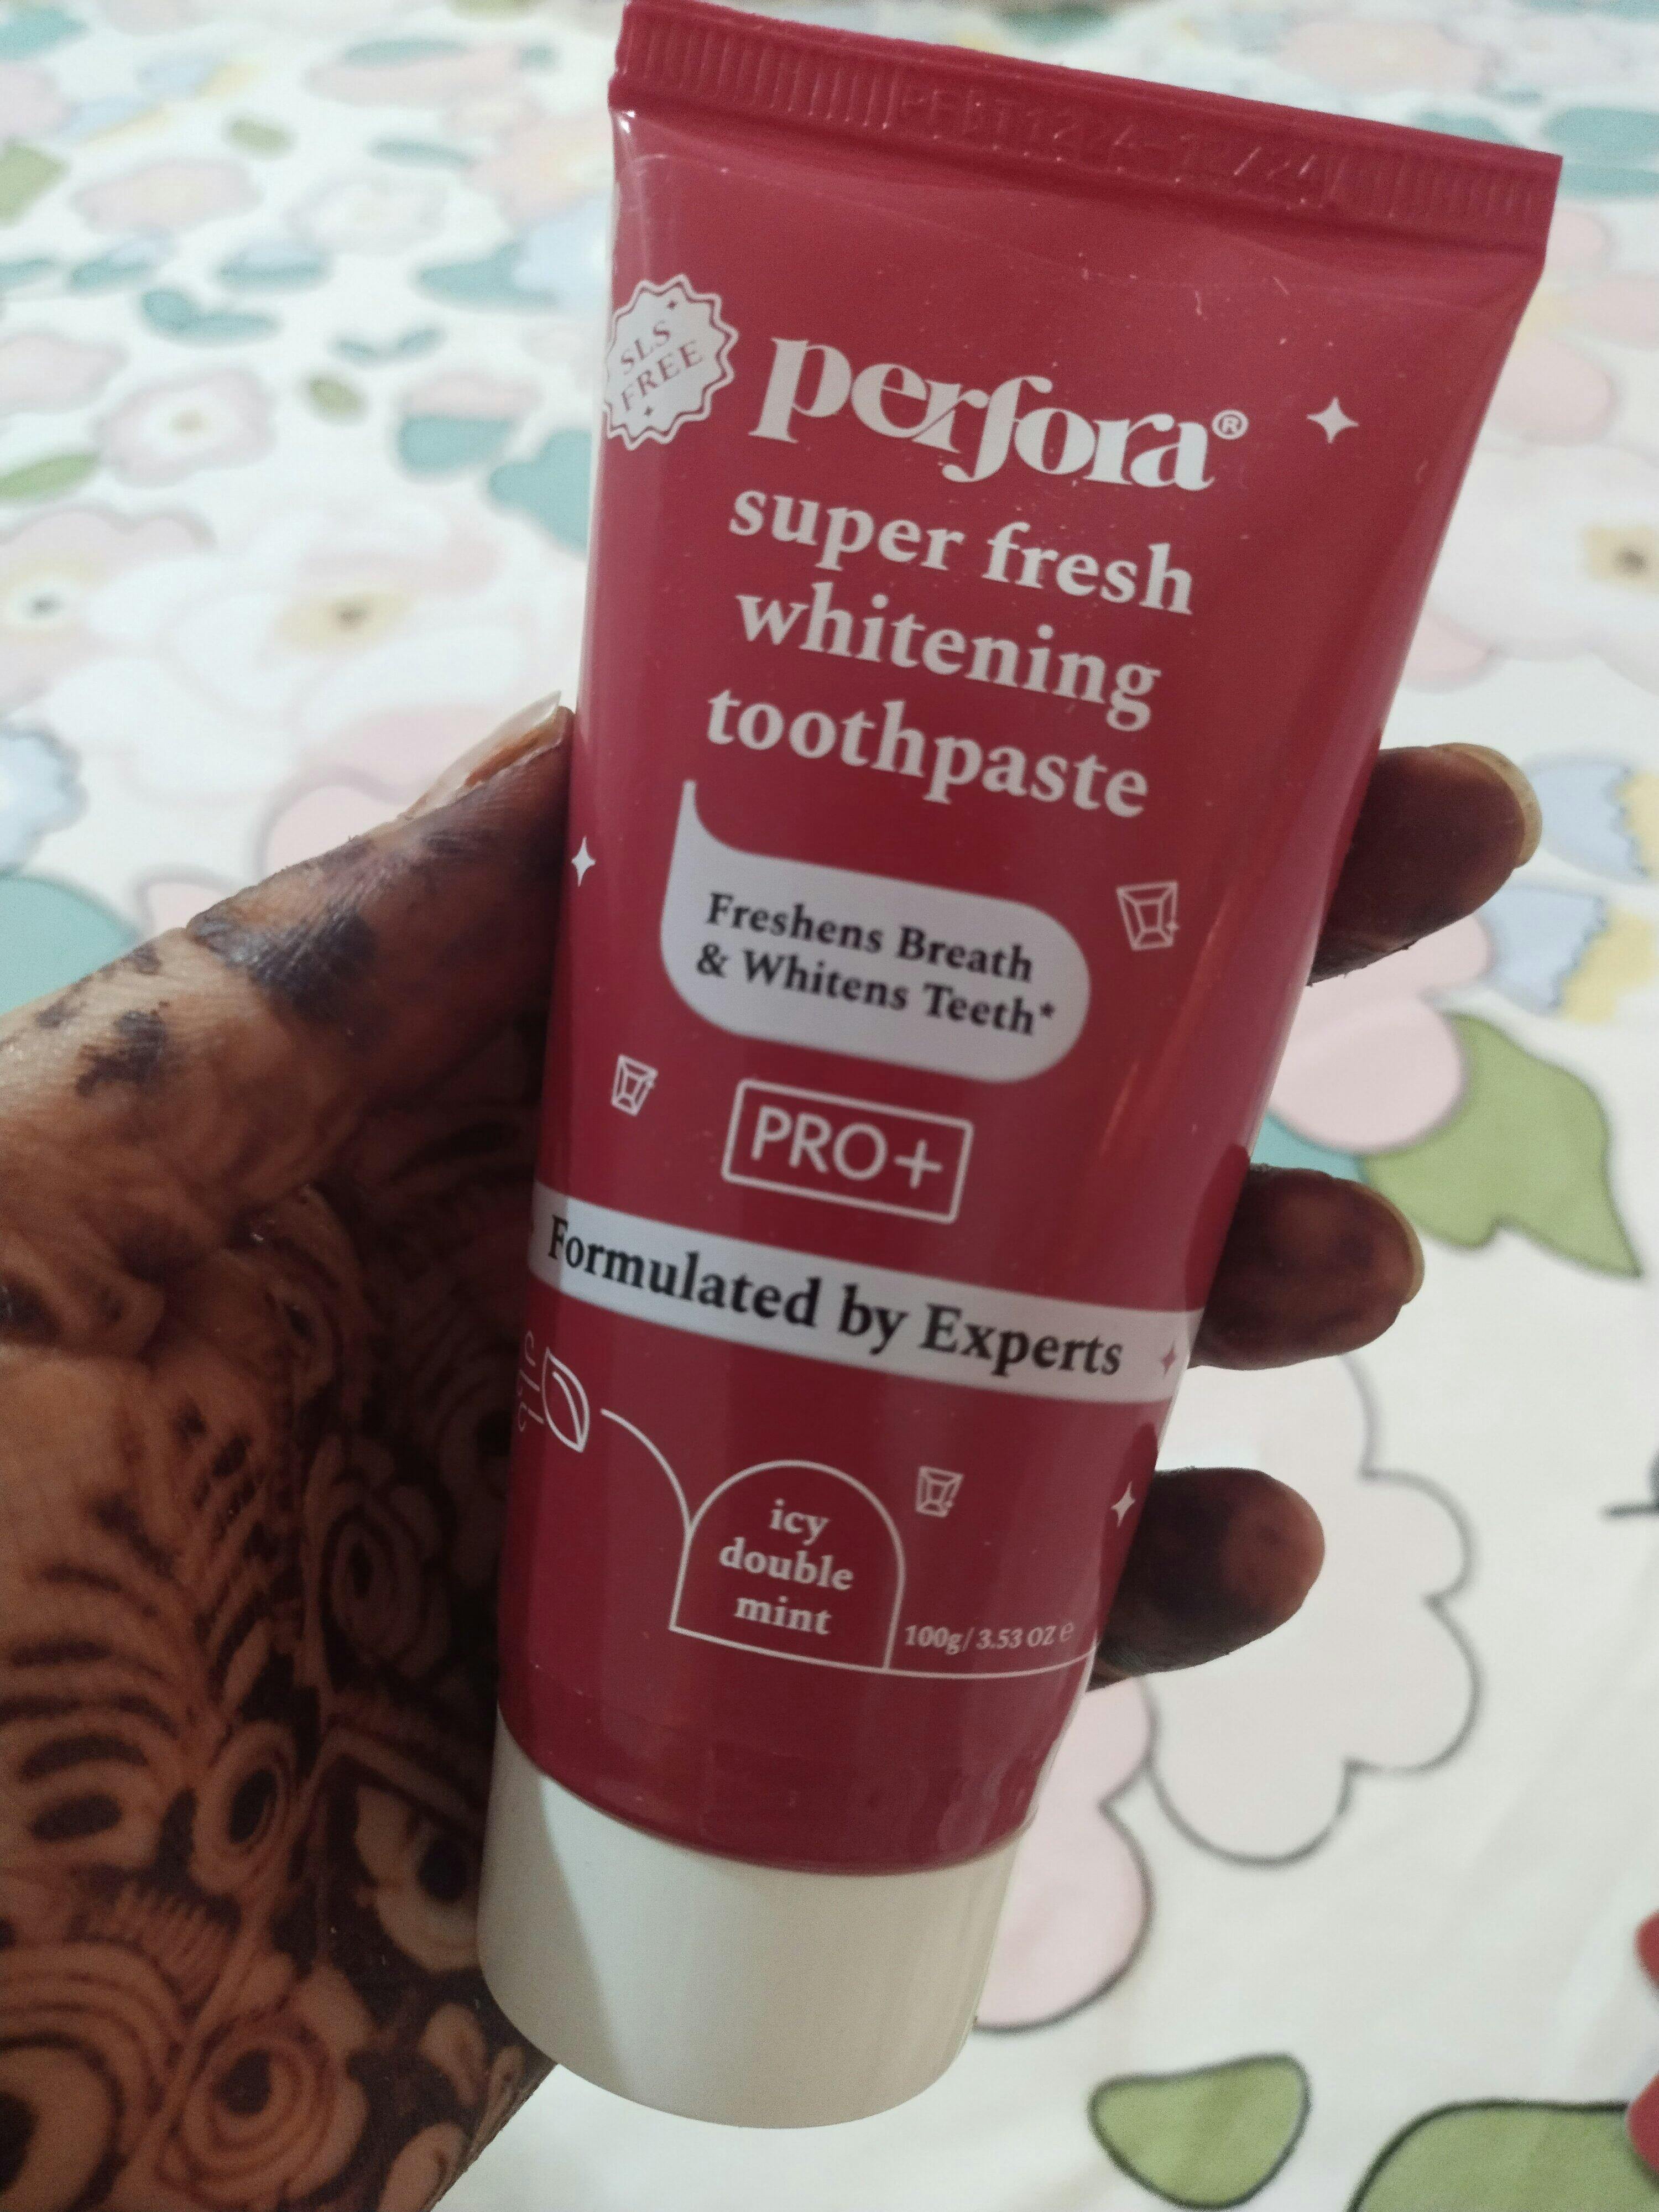 SLS
FREE
perfora®
super fresh
whitening
toothpaste
Freshens Breath
& Whitens Teeth*
PRO+
Formulated by Experts
icy
double
mint
100g/ 3.53 OZ ℮